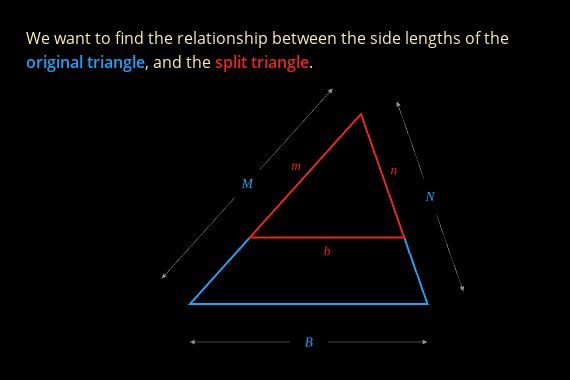 We want to find the relationship between the side lengths of the
original triangle, and the split triangle.
m
n
M
N
b
B